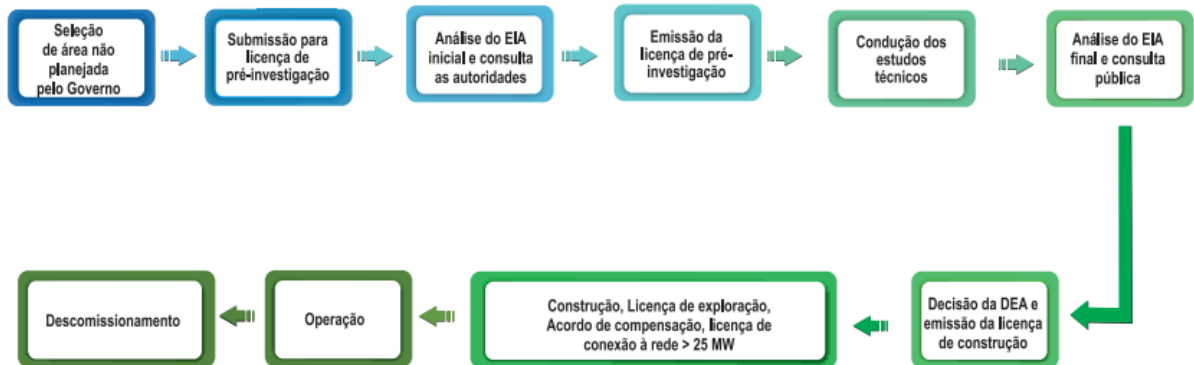 Seleção
de área não
planejada
pelo Governo
Submissão para
licença de
pré-investigação
Análise do EIA
inicial e consulta
as autoridades
Emissão da
licença de pré-
investigação
Condução dos
estudos
técnicos
Análise do EIA
final e consulta
pública
Decisão da DEA e
emissão da licença
de construção
Construção, Licença de exploração,
Acordo de compensação, licença de
conexão à rede > 25 MW
Operação
Descomissionamento